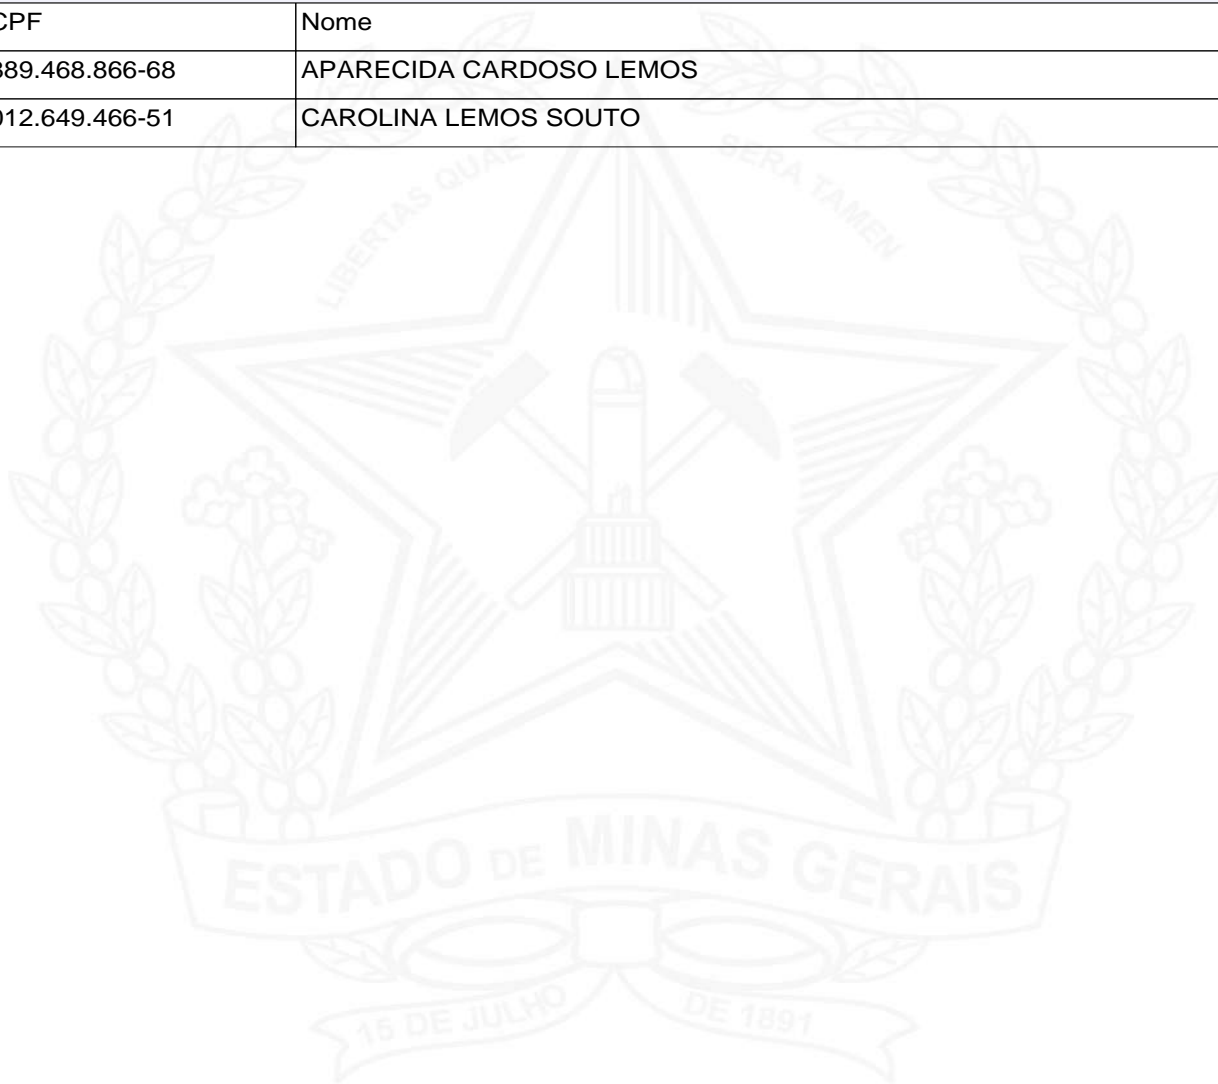 CPF Nome
889.468.866-68 APARECIDA CARDOSO LEMOS
012.649.466-51 CAROLINA LEMOS SOUTO
LIBERTAS QUAE SERA TAMEN
ESTADO DE MINAS GERAIS
15 DE JULHO DE 1891